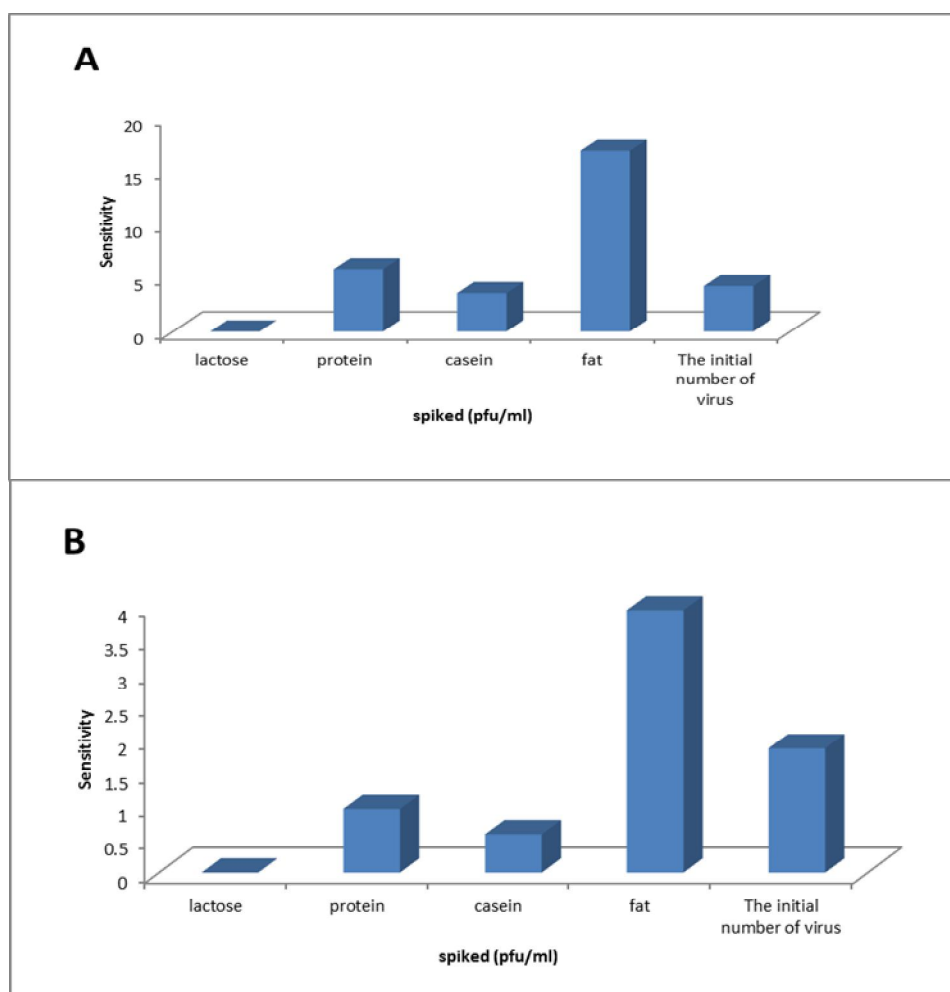 A
20
15
10
5
0
Sensitivity
lactose protein casein fat The initial
number of
virus
spiked (pfu/ml)
B
4
3.5
3
2.5
2
1.5
1
0.5
0
Sensitivity
lactose protein casein fat The initial
number of virus
spiked (pfu/ml)